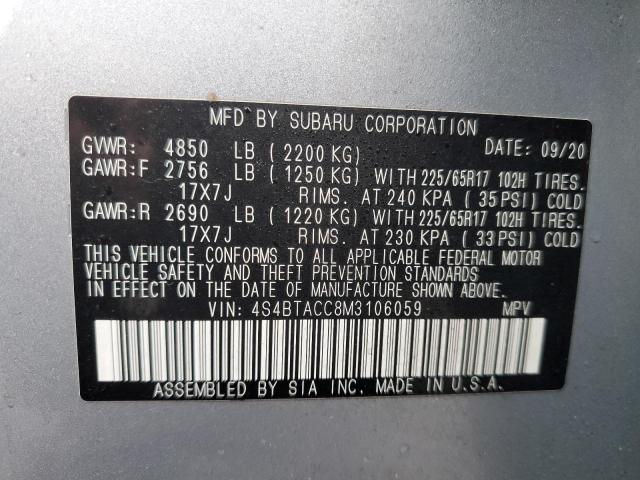 MFD BY SUBARU CORPORATION
GVWR: 4850 LB (2200 KG) DATE: 09/20
GAWR:F 2756 LB (1250 KG) WITH 225/65R17 102H TIRES.
17X7J RIMS. AT 240 KPA (35PSI) COLD
GAWR:R 2690 LB (1220 KG) WITH 225/65R17 102H TIRES.
17X7J RIMS. AT 230 KPA (33PSI) COLD
THIS VEHICLE CONFORMS TO ALL APPLICABLE FEDERAL MOTOR
VEHICLE SAFETY AND THEFT PREVENTION STANDARDS
IN EFFECT ON THE DATE OF MANUFACTURE SHOWN ABOVE.
VIN: 4S4BTACC8M3106059 MPV
ASSEMBLED BY SIA INC. MADE IN U.S.A.